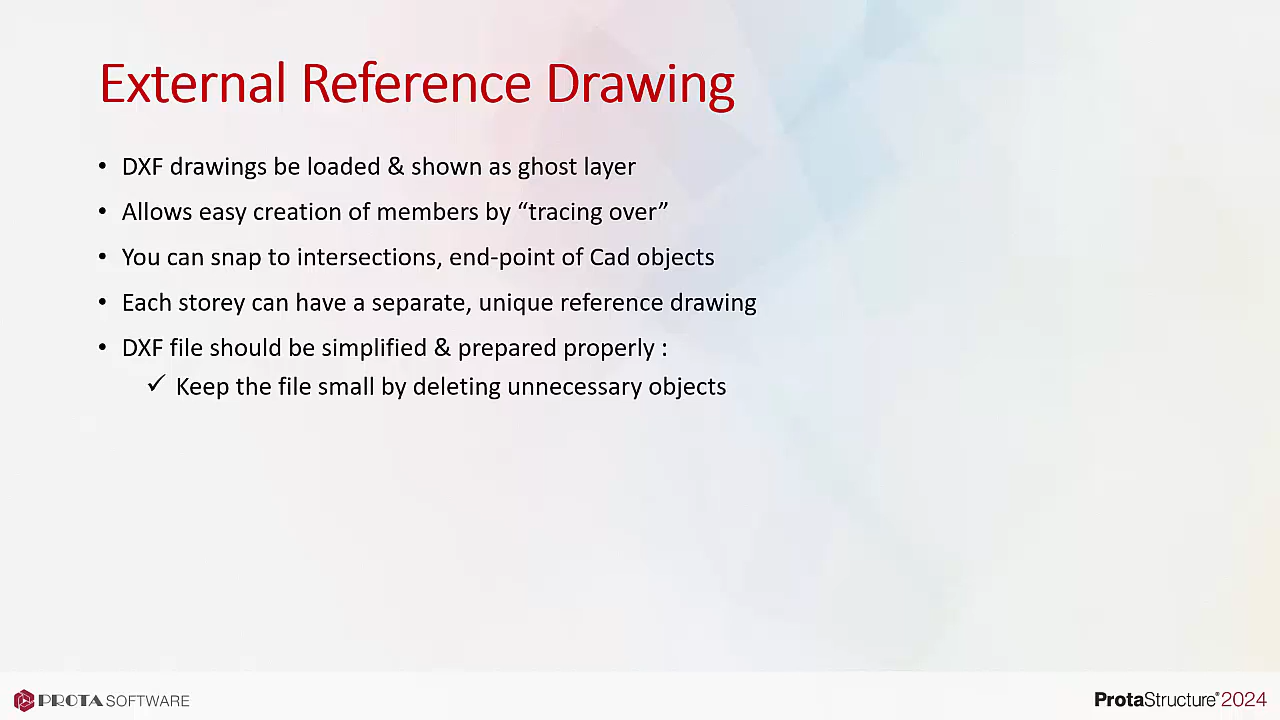 External Reference Drawing
• DXF drawings be loaded & shown as ghost layer
• Allows easy creation of members by “tracing over”
• You can snap to intersections, end-point of Cad objects
• Each storey can have a separate, unique reference drawing
• DXF file should be simplified & prepared properly :
✓ Keep the file small by deleting unnecessary objects
PROTA SOFTWARE
ProtaStructure® 2024